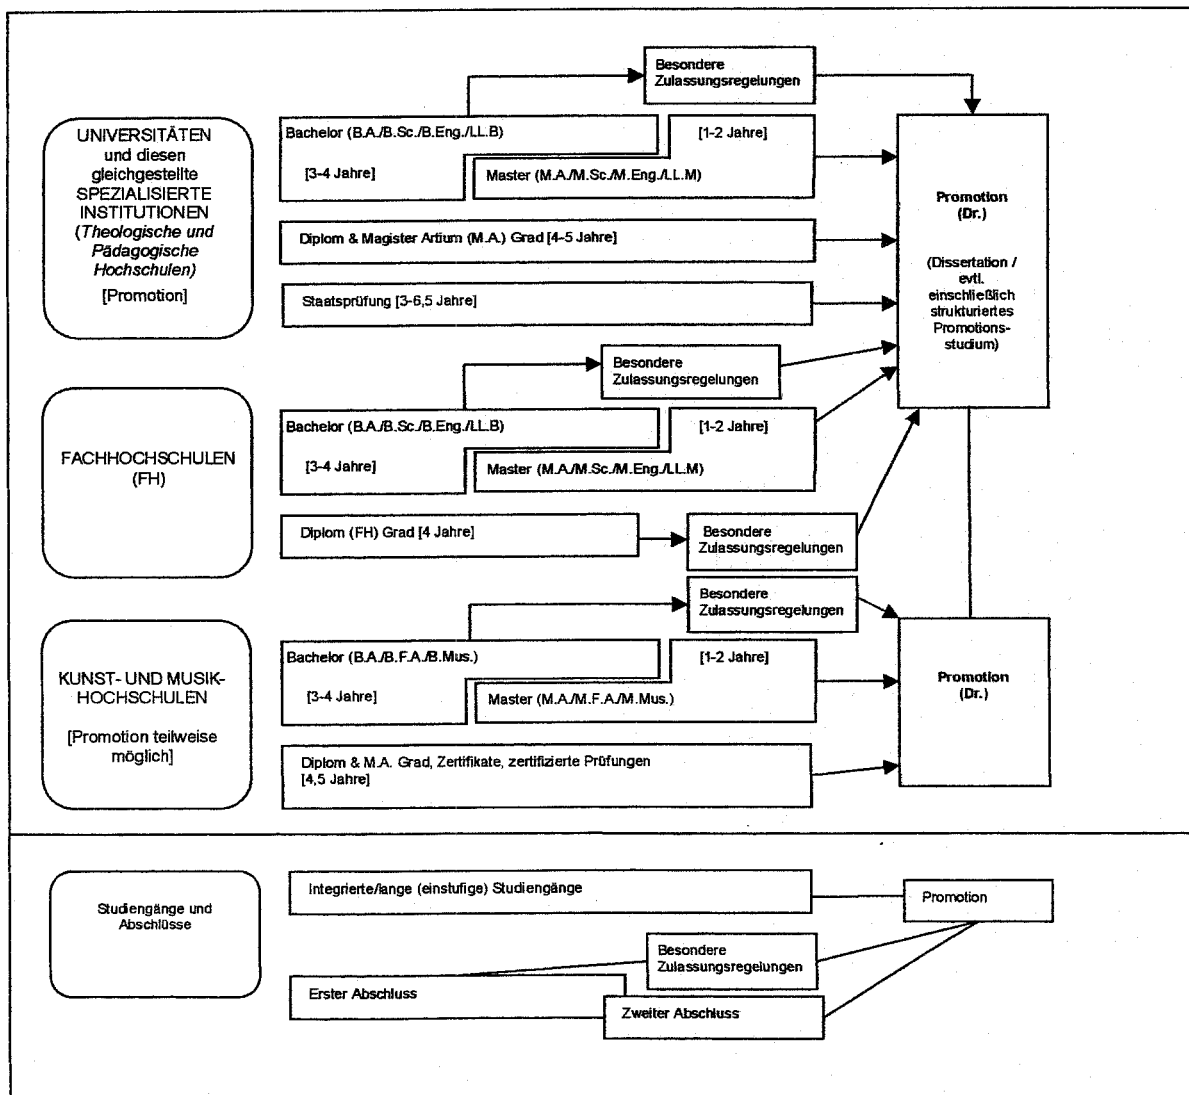 Besondere
Zulassungsregelungen
UNIVERSITÄTEN
und diesen
gleichgestellte
SPEZIALISIERTE
INSTITUTIONEN
(Theologische und
Pädagogische
Hochschulen)
[Promotion]
Bachelor (B.A./B.Sc./B.Eng./LL.B)
[3-4 Jahre]
[1-2 Jahre]
Master (M.A./M.Sc./M.Eng./LL.M)
Diplom & Magister Artium (M.A.) Grad [4-5 Jahre]
Staatsprüfung [3-6,5 Jahre]
Promotion
(Dr.)
(Dissertation /
evtl.
einschließlich
strukturiertes
Promotions-
studium)
Besondere
Zulassungsregelungen
FACHHOCHSCHULEN
(FH)
Bachelor (B.A./B.Sc./B.Eng./LL.B)
[3-4 Jahre]
[1-2 Jahre]
Master (M.A./M.Sc./M.Eng./LL.M)
Diplom (FH) Grad [4 Jahre]
Besondere
Zulassungsregelungen
Besondere
Zulassungsregelungen
KUNST- UND MUSIK-
HOCHSCHULEN
[Promotion teilweise
möglich]
Bachelor (B.A./B.F.A./B.Mus.)
[3-4 Jahre]
[1-2 Jahre]
Master (M.A./M.F.A./M.Mus.)
Diplom & M.A. Grad, Zertifikate, zertifizierte Prüfungen
[4,5 Jahre]
Promotion
(Dr.)
Studiengänge und
Abschlüsse
Integrierte/lange (einstufige) Studiengänge
Promotion
Besondere
Zulassungsregelungen
Erster Abschluss
Zweiter Abschluss